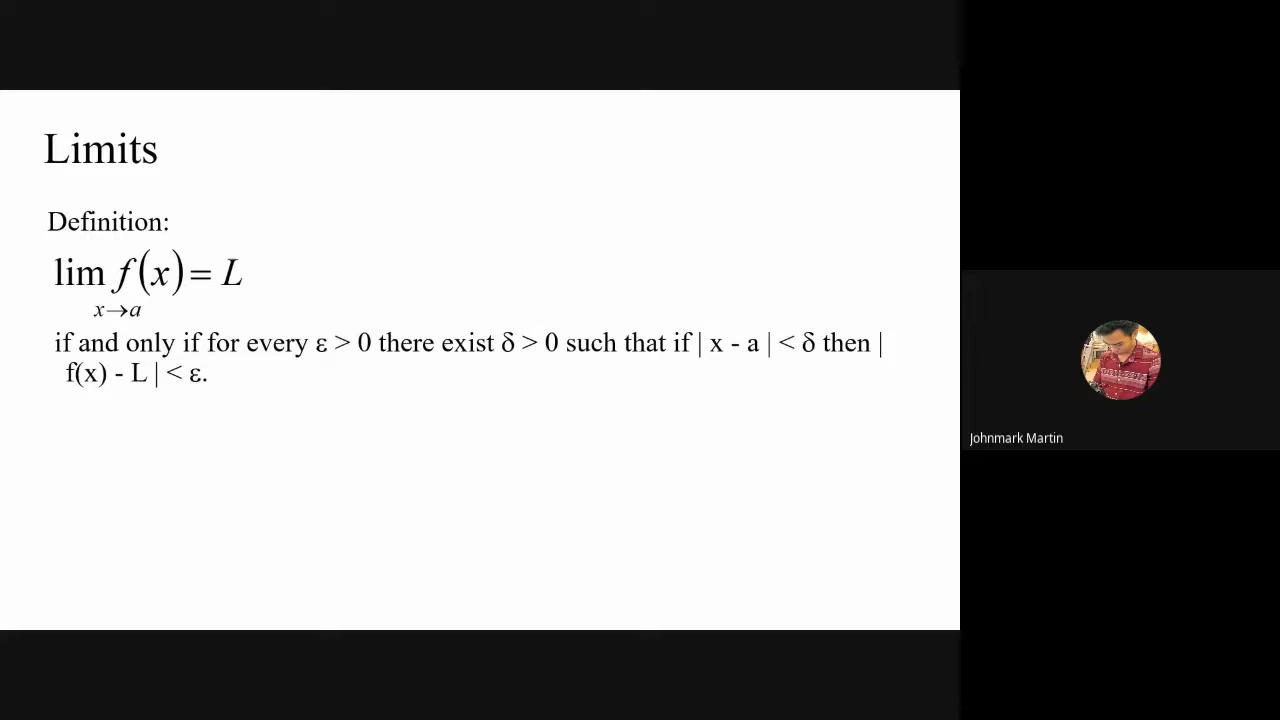 Limits
Definition:
lim f(x) = L
x→a
if and only if for every ε > 0 there exist δ > 0 such that if | x - a | < δ then |
f(x) - L | < ε.
Johnmark Martin